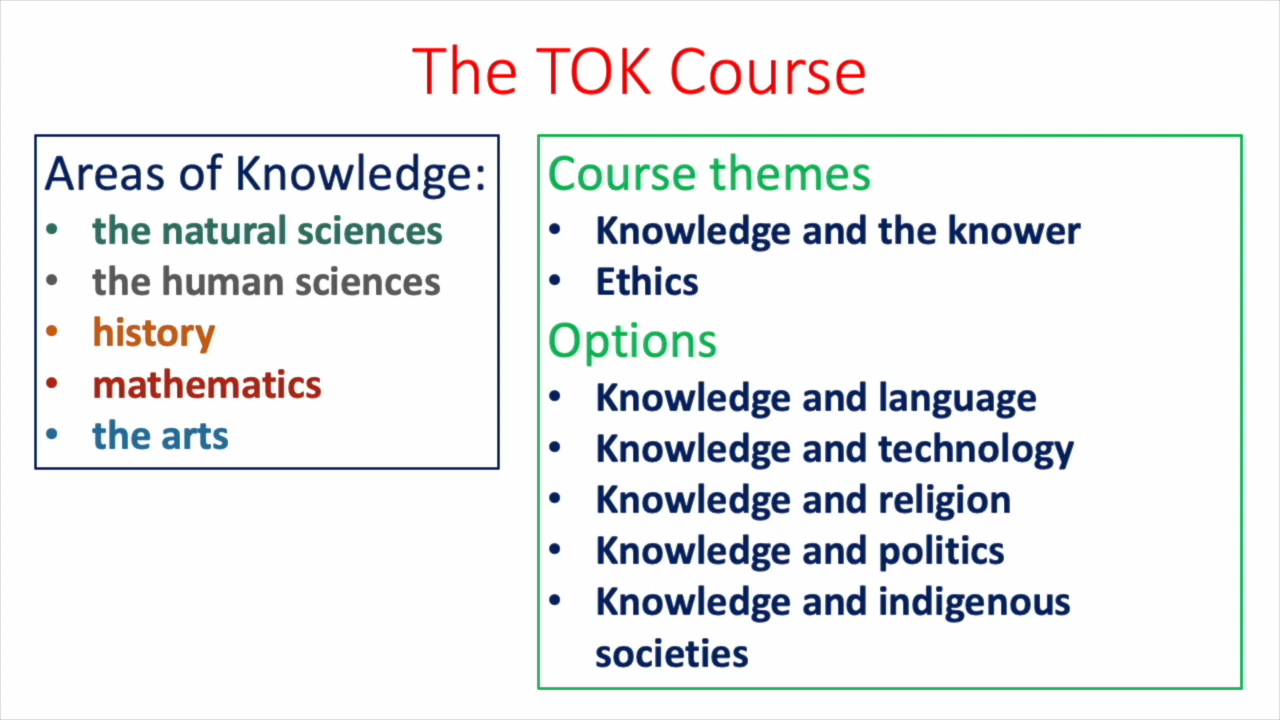 The TOK Course
Areas of Knowledge:
• the natural sciences
• the human sciences
• history
• mathematics
• the arts
Course themes
• Knowledge and the knower
• Ethics
Options
• Knowledge and language
• Knowledge and technology
• Knowledge and religion
• Knowledge and politics
• Knowledge and indigenous
societies